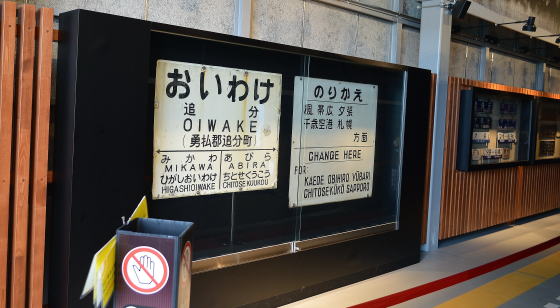 おいわけ
追分
OIWAKE
(勇払郡追分町)
みかわ あびら
MIKAWA ABIRA
ひがしおいわけ ちとせくうこう
HIGASHIOIWAKE CHITOSEKUUKOU
のりかえ
楓 帯広 夕張
千歳空港 札幌
方面
CHANGE HERE
FOR
KAEDE OBIHIRO YŪBARI
CHITOSEKŪKŌ SAPPORO